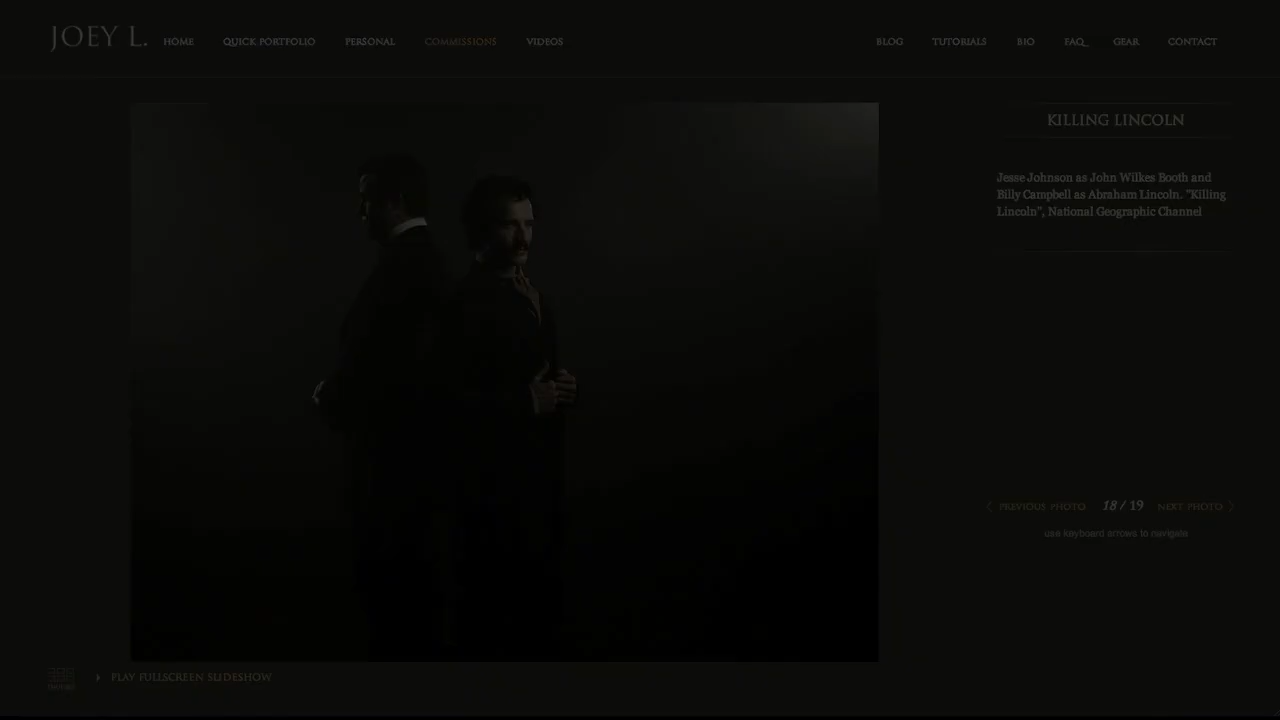 JOEY L.
HOME QUICK PORTFOLIO PERSONAL COMMISSIONS VIDEOS BLOG TUTORIALS BIO FAQ GEAR CONTACT
KILLING LINCOLN
Jesse Johnson as John Wilkes Booth and
Billy Campbell as Abraham Lincoln. "Killing
Lincoln", National Geographic Channel
PREVIOUS PHOTO 18 / 19 NEXT PHOTO
use keyboard arrows to navigate
PLAY FULLSCREEN SLIDESHOW